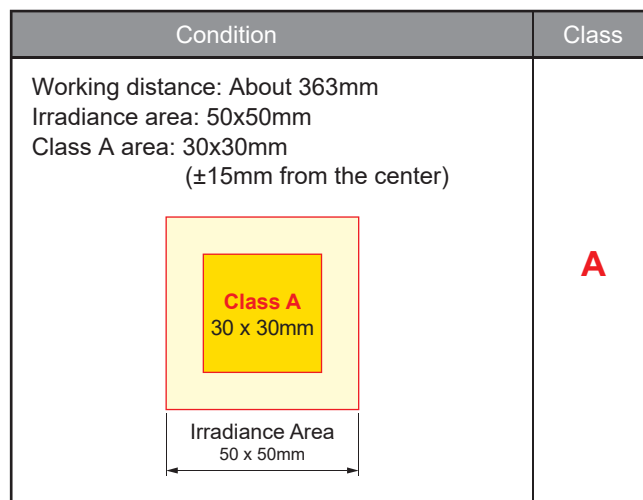 Condition
Class
Working distance: About 363mm
Irradiance area: 50x50mm
Class A area: 30x30mm
(±15mm from the center)
A
Class A
30 x 30mm
Irradiance Area
50 x 50mm